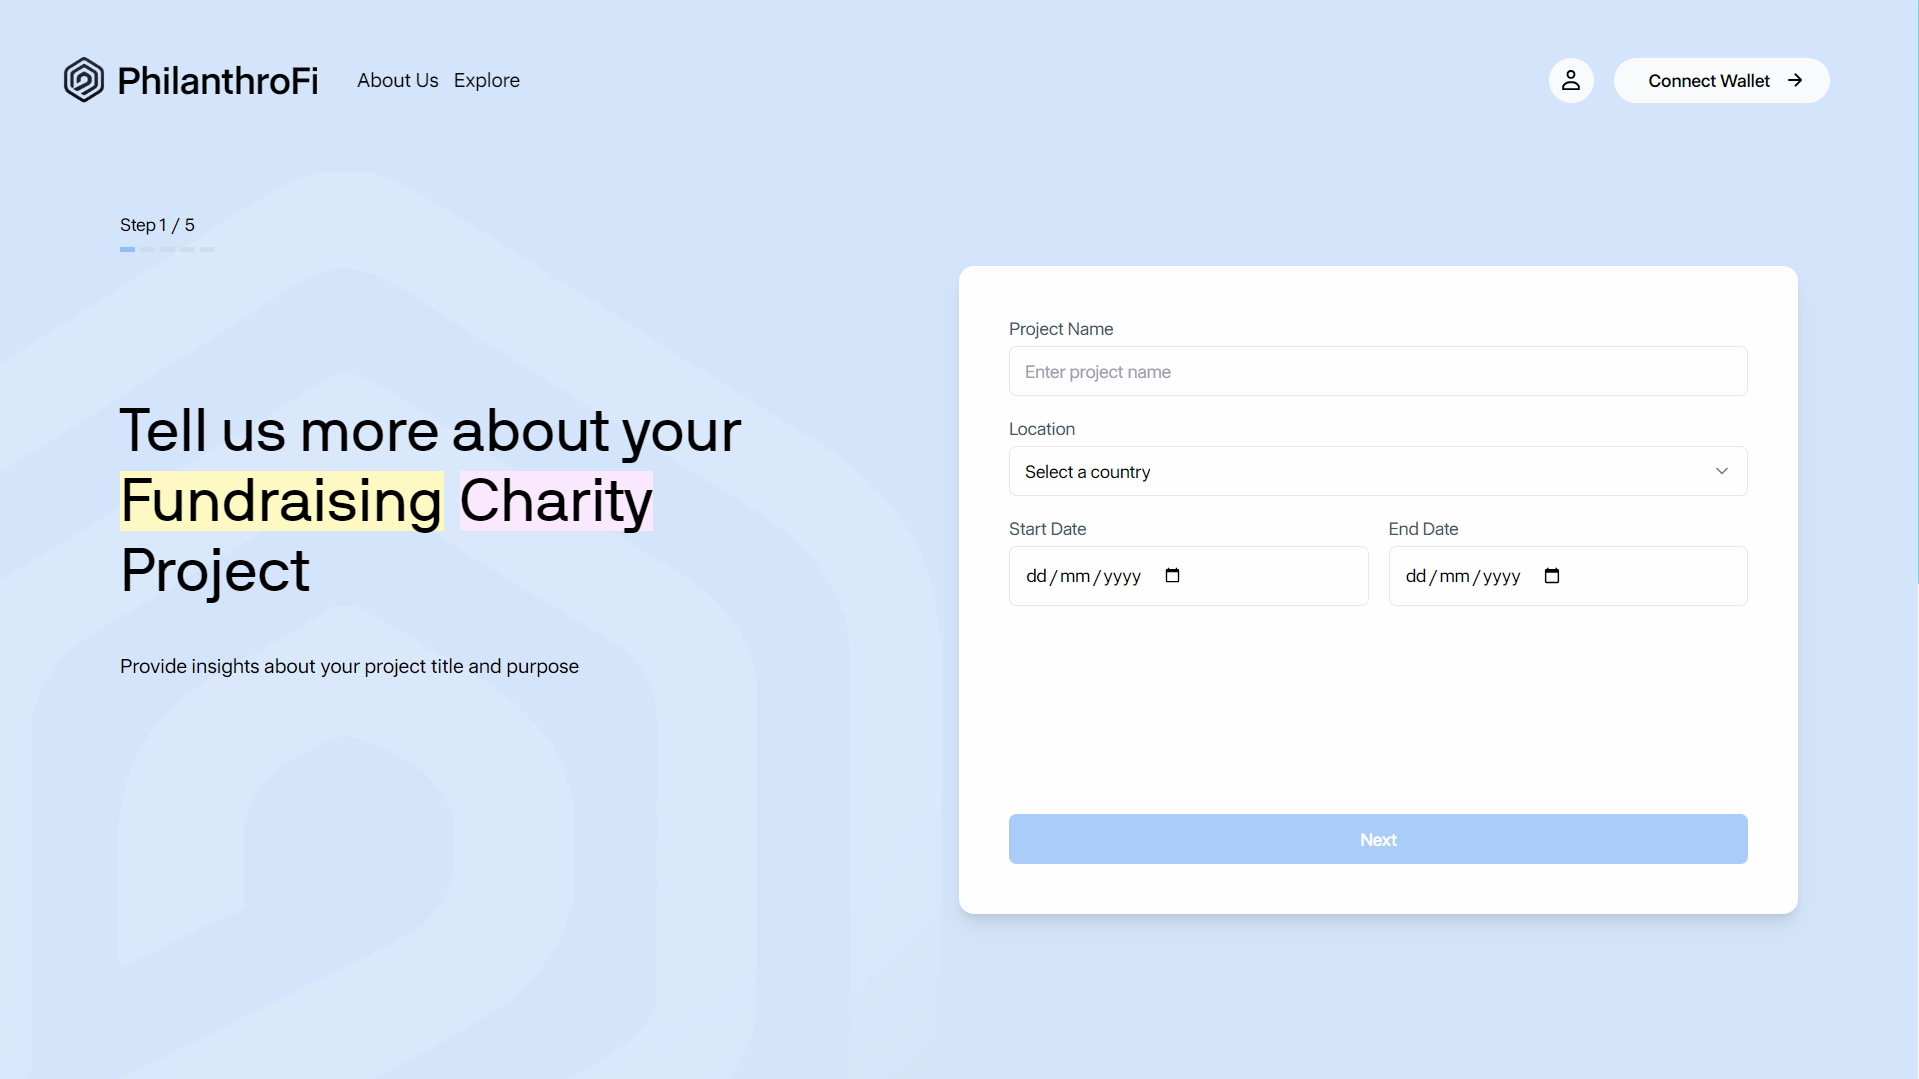 PhilanthroFi
About Us Explore
Connect Wallet
Step 1 / 5
Tell us more about your
Fundraising Charity
Project
Provide insights about your project title and purpose
Project Name
Enter project name
Location
Select a country
Start Date End Date
dd/mm/yyyy dd/mm/yyyy
Next